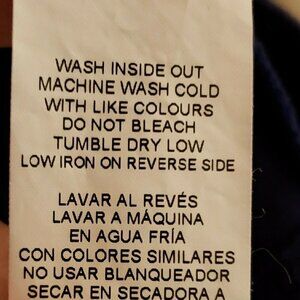 WASH INSIDE OUT
MACHINE WASH COLD
WITH LIKE COLOURS
DO NOT BLEACH
TUMBLE DRY LOW
LOW IRON ON REVERSE SIDE
LAVAR AL REVÉS
LAVAR A MÁQUINA
EN AGUA FRÍA
CON COLORES SIMILARES
NO USAR BLANQUEADOR
SECAR EN SECADORA A